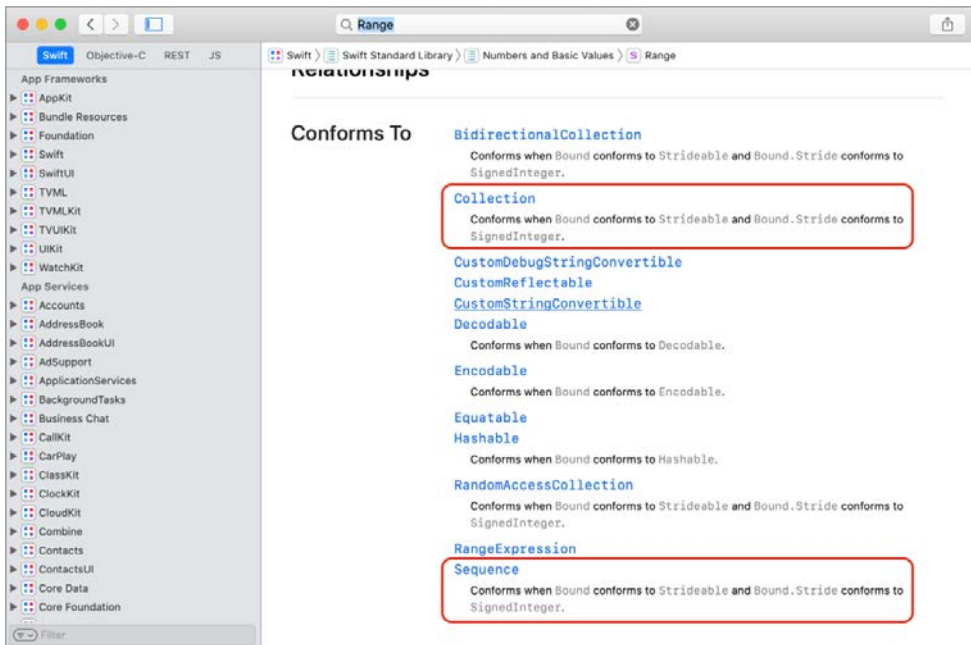 Range
Swift Objective-C REST JS
Swift 〉 Swift Standard Library 〉 Numbers and Basic Values 〉 S Range
App Frameworks
AppKit
Bundle Resources
Foundation
Swift
SwiftUI
TVML
TVMLKit
TVUIKit
UIKit
WatchKit
App Services
Accounts
AddressBook
AddressBookUI
AdSupport
ApplicationServices
BackgroundTasks
Business Chat
CallKit
CarPlay
ClassKit
ClockKit
CloudKit
Combine
Contacts
ContactsUI
Core Data
Core Foundation
Filter
Relationships
Conforms To
BidirectionalCollection
Conforms when Bound conforms to Strideable and Bound.Stride conforms to
SignedInteger.
Collection
Conforms when Bound conforms to Strideable and Bound.Stride conforms to
SignedInteger.
CustomDebugStringConvertible
CustomReflectable
CustomStringConvertible
Decodable
Conforms when Bound conforms to Decodable.
Encodable
Conforms when Bound conforms to Encodable.
Equatable
Hashable
Conforms when Bound conforms to Hashable.
RandomAccessCollection
Conforms when Bound conforms to Strideable and Bound.Stride conforms to
SignedInteger.
RangeExpression
Sequence
Conforms when Bound conforms to Strideable and Bound.Stride conforms to
SignedInteger.